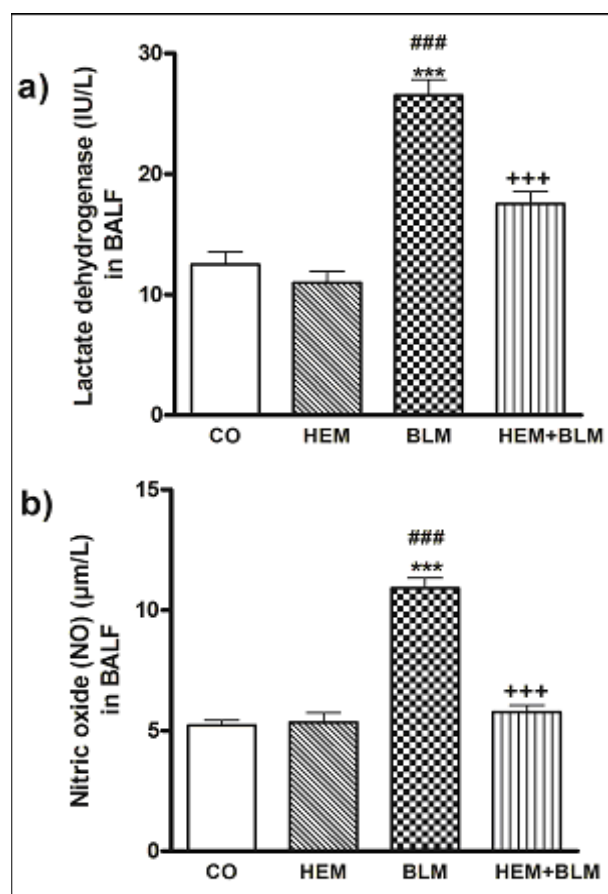 a)
Lactate dehydrogenase (IU/L)
in BALF
30
20
10
0
###
***
+++
CO HEM BLM HEM+BLM
b)
Nitric oxide (NO) (µm/L)
in BALF
15
10
5
0
###
***
+++
CO HEM BLM HEM+BLM